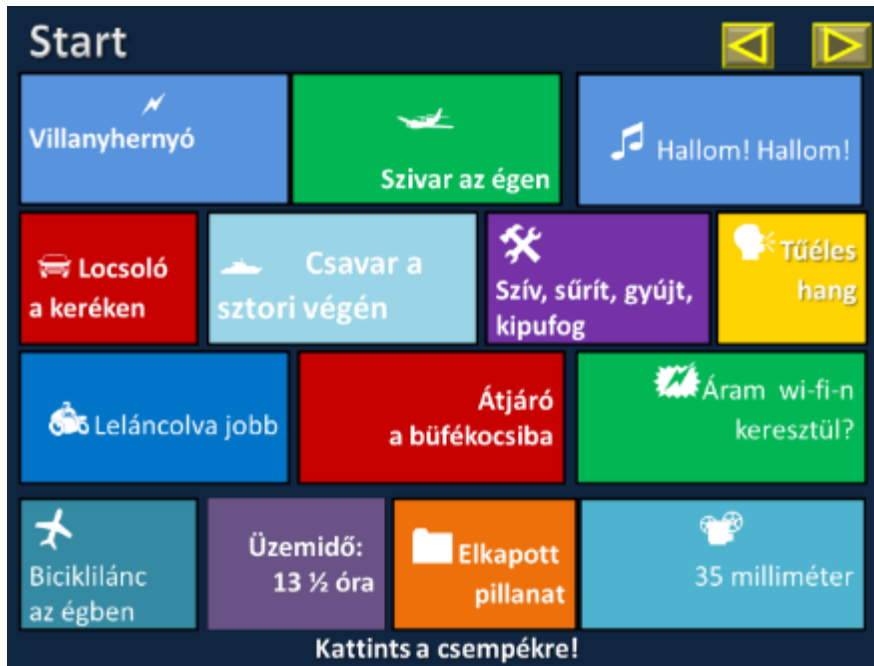 Start
Villanyhernyó
Szivar az égen
Hallom! Hallom!
Locsoló
a keréken
Csavar a
sztori végén
Szív, sűrít, gyújt,
kipufog
Tűéles
hang
Leláncolva jobb
Átjáró
a büfékocsiba
Áram wi-fi-n
keresztül?
Biciklilánc
az égben
Üzemidő:
13 ½ óra
Elkapott
pillanat
35 milliméter
Kattints a csempékre!